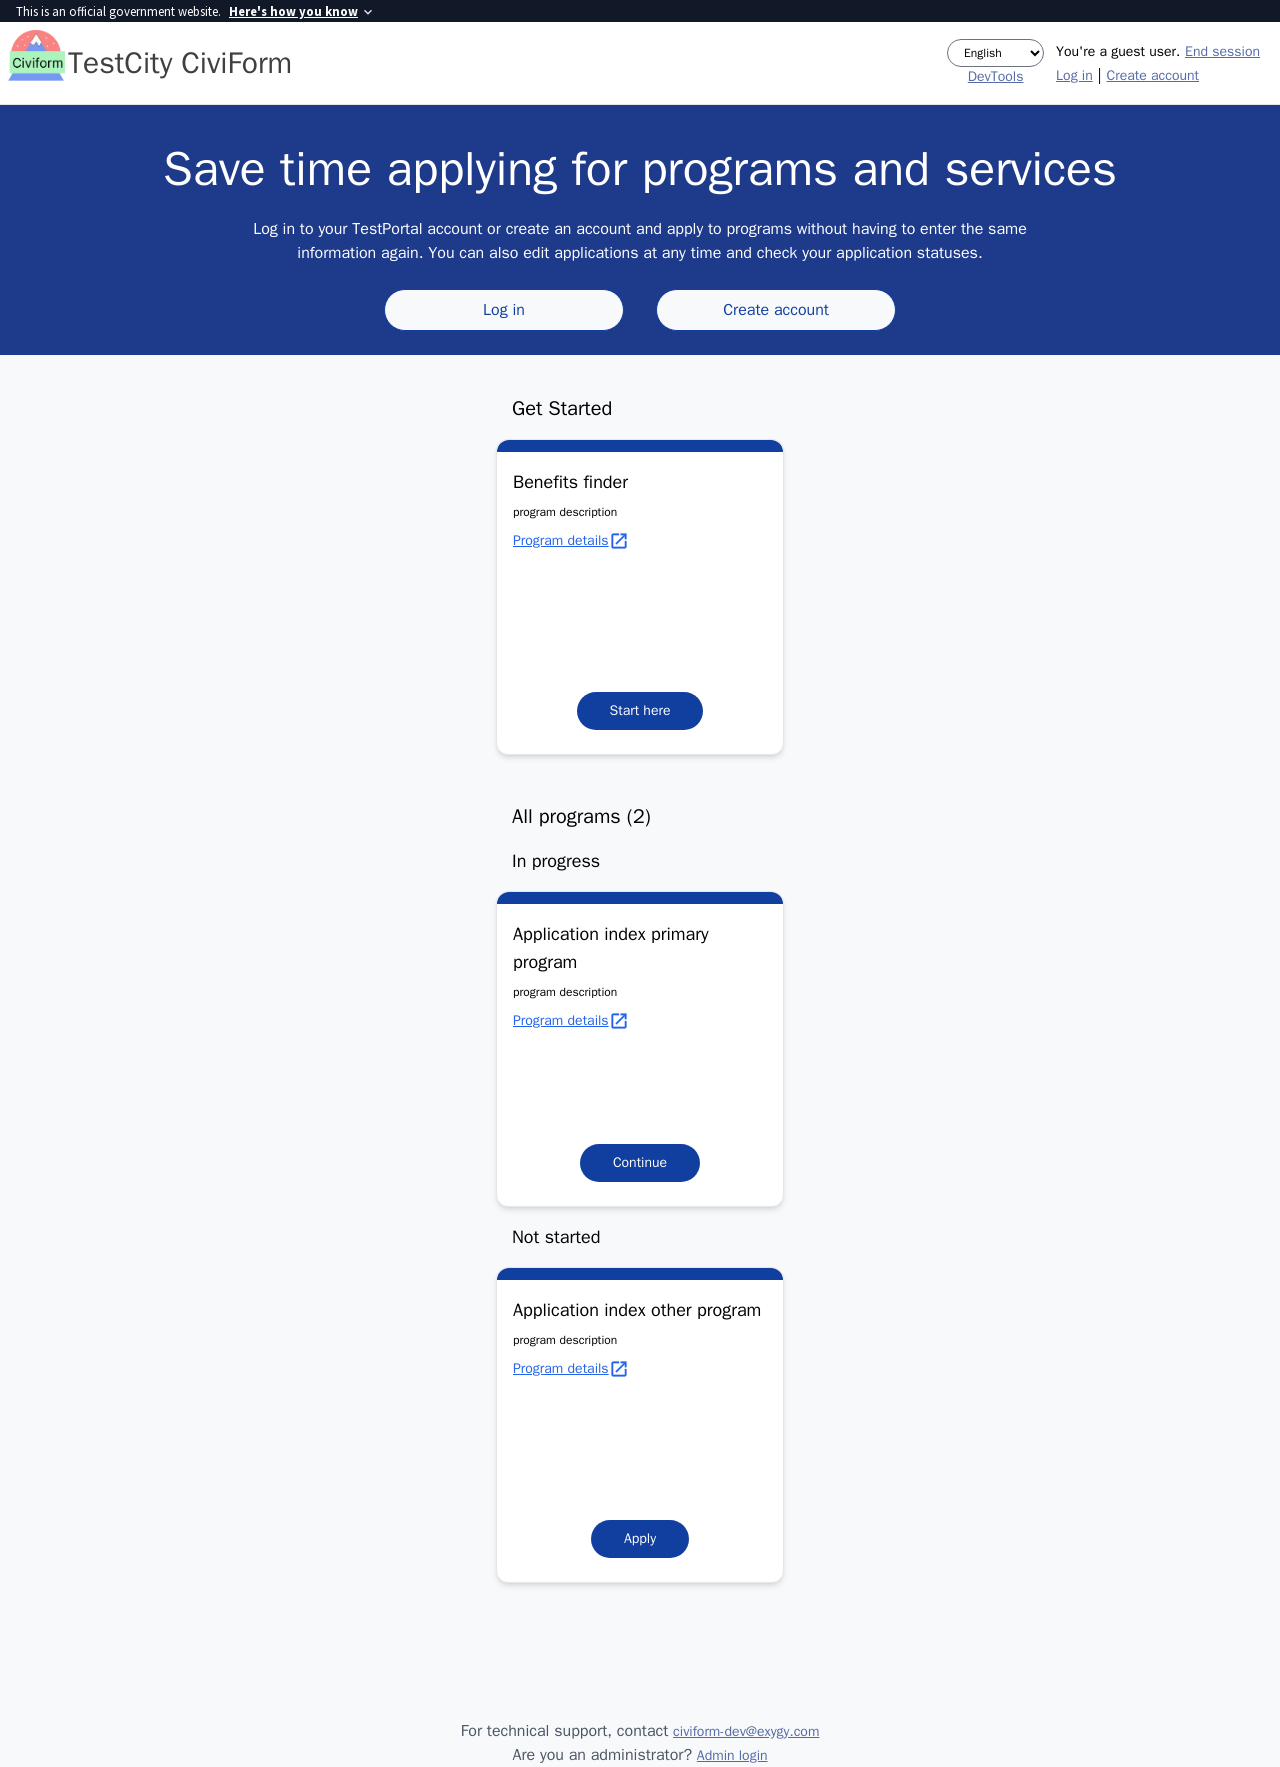 This is an official government website. Here's how you know
Civiform
TestCity CiviForm
English
DevTools
You're a guest user. End session
Log in | Create account
Save time applying for programs and services
Log in to your TestPortal account or create an account and apply to programs without having to enter the same
information again. You can also edit applications at any time and check your application statuses.
Log in
Create account
Get Started
Benefits finder
program description
Program details
Start here
All programs (2)
In progress
Application index primary
program
program description
Program details
Continue
Not started
Application index other program
program description
Program details
Apply
For technical support, contact civiform-dev@exygy.com
Are you an administrator? Admin login